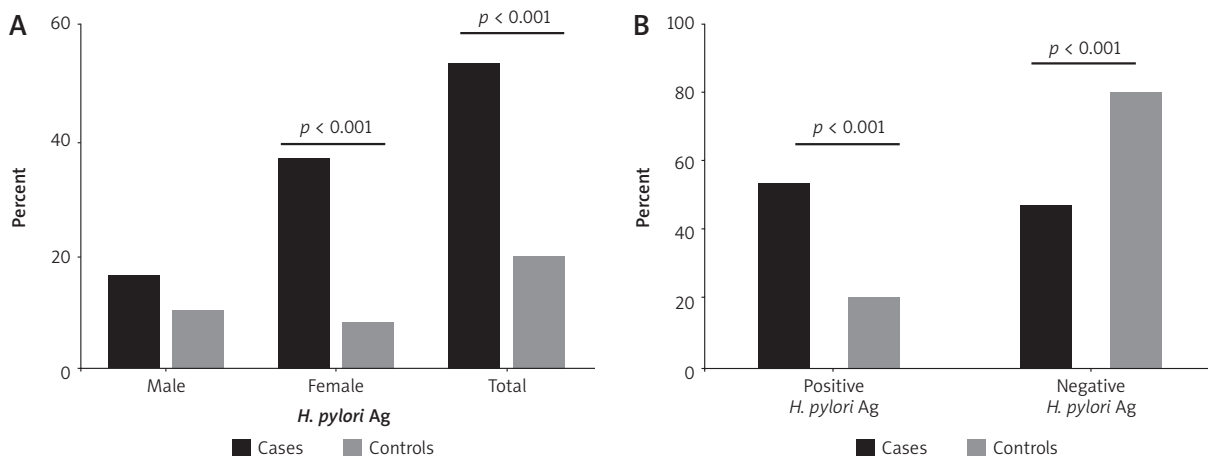 A
Percent
60
40
20
0
p < 0.001
p < 0.001
Male
Female
Total
H. pylori Ag
Cases
Controls
B
Percent
100
80
60
40
20
0
p < 0.001
p < 0.001
Positive
H. pylori Ag
Negative
H. pylori Ag
Cases
Controls